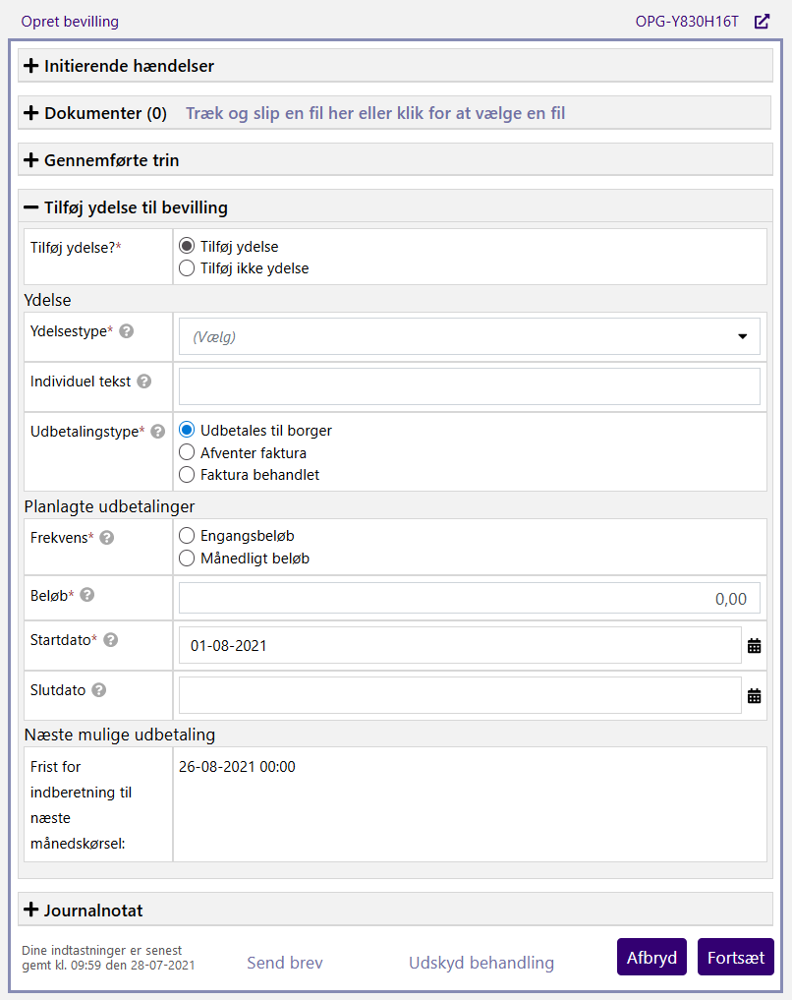 Opret bevilling OPG-Y830H16T
Initierende hændelser
Dokumenter (0) Træk og slip en fil her eller klik for at vælge en fil
Gennemførte trin
Tilføj ydelse til bevilling
Tilføj ydelse?* Tilføj ydelse
Tilføj ikke ydelse
Ydelse
Ydelsestype* (Vælg)
Individuel tekst
Udbetalingstype* Udbetales til borger
Afventer faktura
Faktura behandlet
Planlagte udbetalinger
Frekvens* Engangsbeløb
Månedligt beløb
Beløb* 0,00
Startdato* 01-08-2021
Slutdato
Næste mulige udbetaling
Frist for 26-08-2021 00:00
indberetning til
næste
månedskørsel:
Journalnotat
Dine indtastninger er senest
gemt kl. 09:59 den 28-07-2021
Send brev Udskyd behandling Afbryd Fortsæt